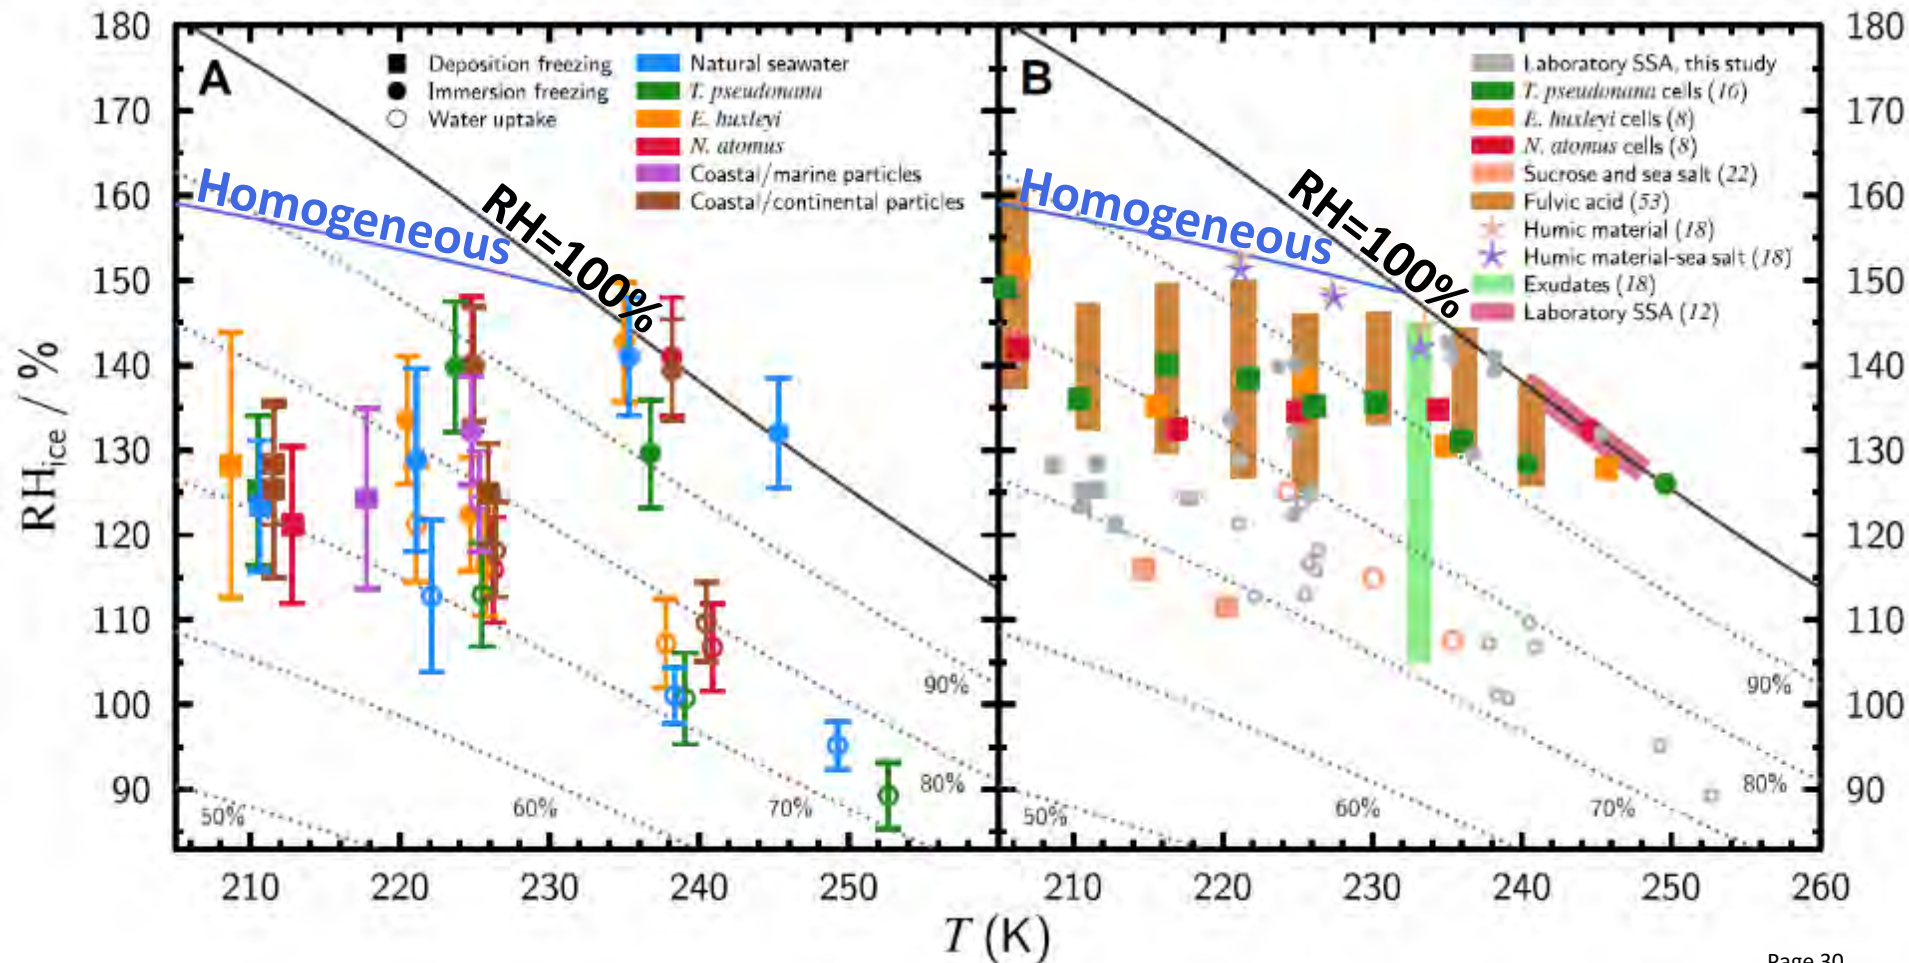 180
170
160
150
140
130
120
110
100
90
RHice / %
A
Deposition freezing
Immersion freezing
Water uptake
Natural seawater
T. pseudonana
E. huxleyi
N. atomus
Coastal/marine particles
Coastal/continental particles
Homogeneous
RH=100%
90%
80%
70%
60%
50%
210
220
230
240
250
B
Laboratory SSA, this study
T. pseudonana cells (16)
E. huxleyi cells (8)
N. atomus cells (8)
Sucrose and sea salt (22)
Fulvic acid (53)
Humic material (18)
Humic material-sea salt (18)
Exudates (18)
Laboratory SSA (12)
Homogeneous
RH=100%
90%
80%
70%
60%
50%
210
220
230
240
250
260
180
170
160
150
140
130
120
110
100
90
T (K)
Page 30